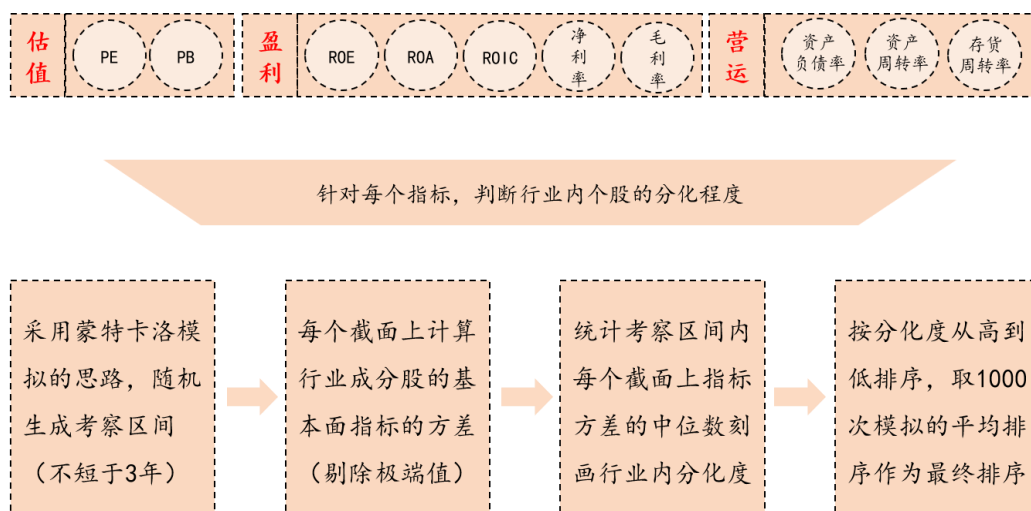 估值
PE
PB
盈利
ROE
ROA
ROIC
净利率
毛利率
营运
资产
负债率
资产
周转率
存货
周转率
针对每个指标，判断行业内个股的分化程度
采用蒙特卡洛模
拟的思路，随机
生成考察区间
（不短于3年）
每个截面上计算
行业成分股的基
本面指标的方差
（剔除极端值）
统计考察区间内
每个截面上指标
方差的中位数刻
画行业内分化度
按分化度从高到
低排序，取1000
次模拟的平均排
序作为最终排序